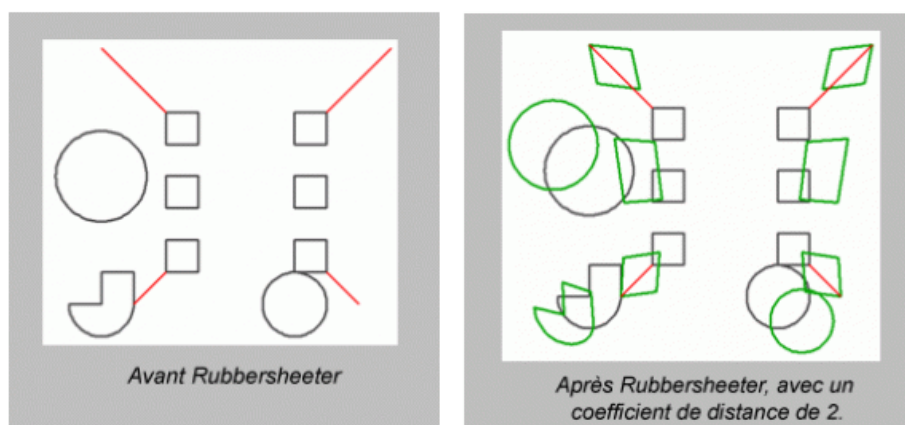 Avant Rubbersheeter
Après Rubbersheeter, avec un
coefficient de distance de 2.